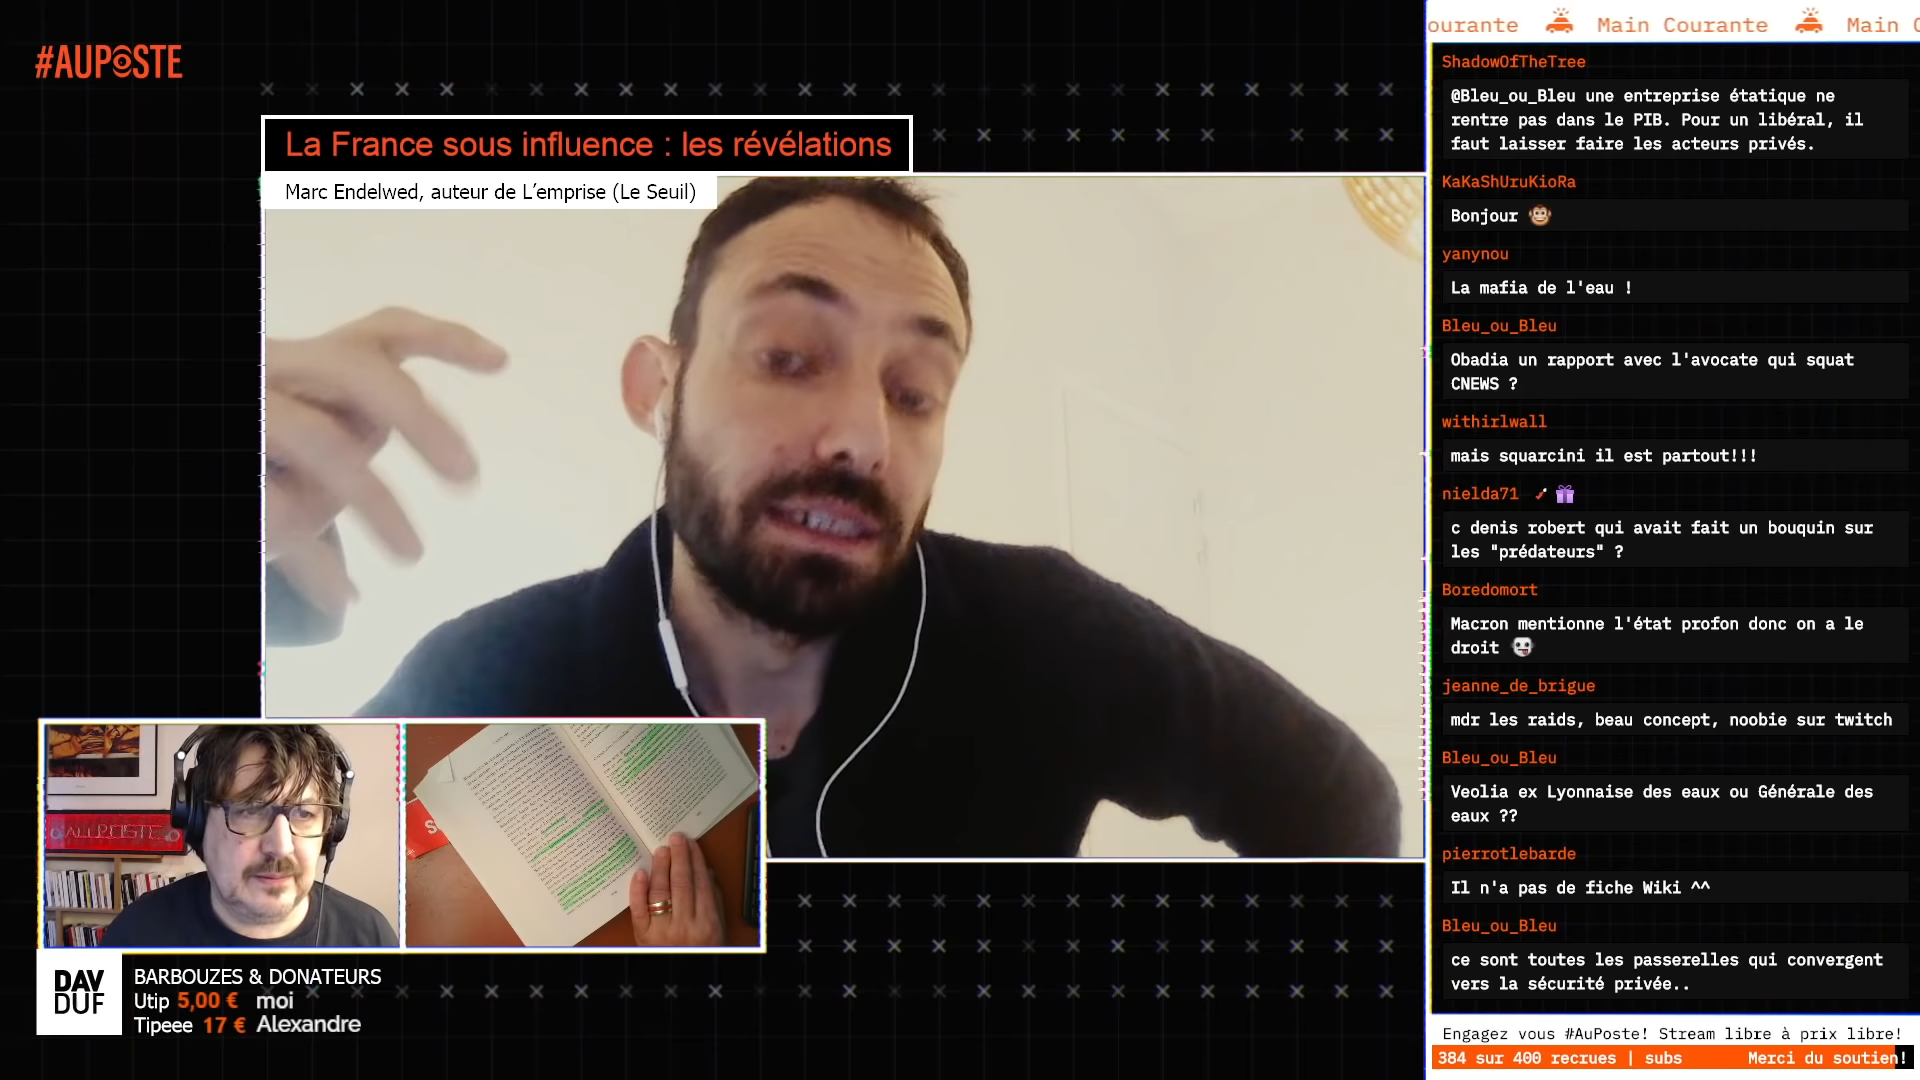 #AUPOSTE
La France sous influence : les révélations
Marc Endelwed, auteur de L’emprise (Le Seuil)
ALLPOSTE
DAV
DUF
BARBOUZES & DONATEURS
Utip 5,00 € moi
Tipeee 17 € Alexandre
ourante Main Courante Main C
ShadowOfTheTree
@Bleu_ou_Bleu une entreprise étatique ne
rentre pas dans le PIB. Pour un libéral, il
faut laisser faire les acteurs privés.
KaKaShUruKioRa
Bonjour 🐵
yanynou
La mafia de l'eau !
Bleu_ou_Bleu
Obadia un rapport avec l'avocate qui squat
CNEWS ?
withirlwall
mais squarcini il est partout!!!
nielda71
c denis robert qui avait fait un bouquin sur
les "prédateurs" ?
Boredomort
Macron mentionne l'état profon donc on a le
droit
jeanne_de_brigue
mdr les raids, beau concept, noobie sur twitch
Bleu_ou_Bleu
Veolia ex Lyonnaise des eaux ou Générale des
eaux ??
pierrotlebarde
Il n'a pas de fiche Wiki ^^
Bleu_ou_Bleu
ce sont toutes les passerelles qui convergent
vers la sécurité privée..
Engagez vous #AuPoste! Stream libre à prix libre!
384 sur 400 recrues | subs Merci du soutien!